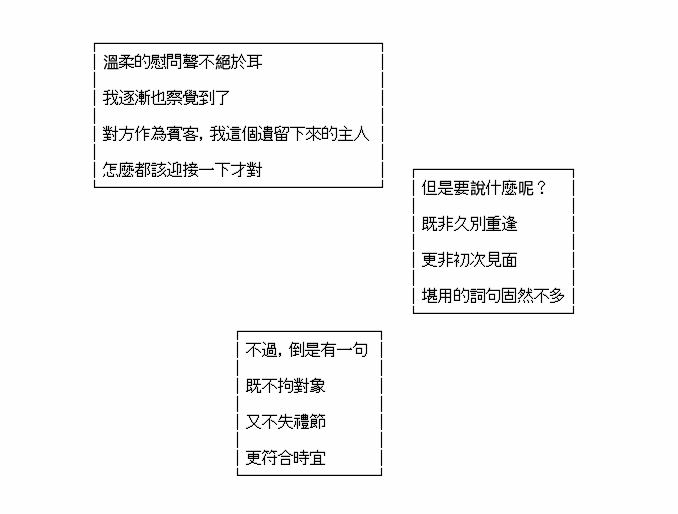 溫柔的慰問聲不絕於耳
我逐漸也察覺到了
對方作為賓客,我這個遺留下來的主人
怎麼都該迎接一下才對
但是要說什麼呢？
既非久別重逢
更非初次見面
堪用的詞句固然不多
不過,倒是有一句
既不拘對象
又不失禮節
更符合時宜